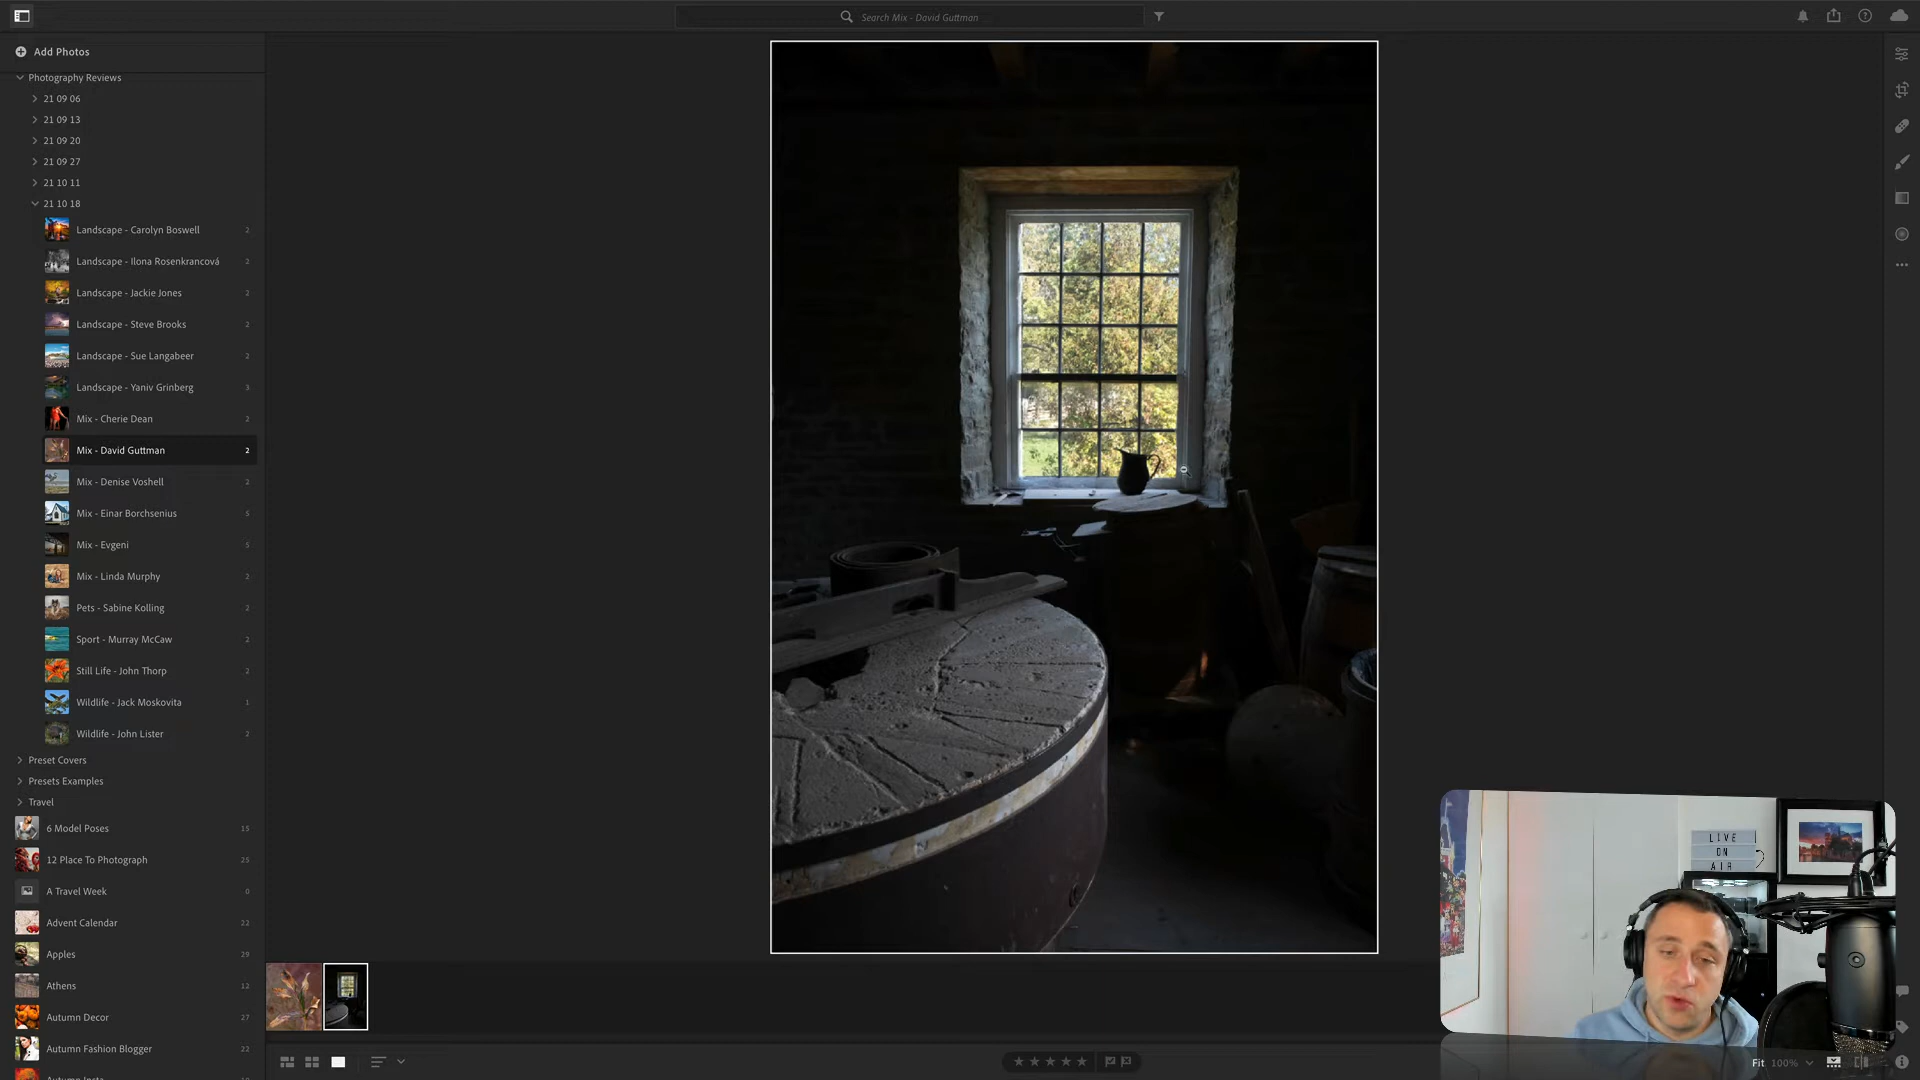 Search Mix - David Guttman
Add Photos
Photography Reviews
21 09 06
21 09 13
21 09 20
21 09 27
21 10 11
21 10 18
Landscape - Carolyn Boswell 2
Landscape - Ilona Rosenkrancová 2
Landscape - Jackie Jones 2
Landscape - Steve Brooks 2
Landscape - Sue Langabeer 2
Landscape - Yaniv Grinberg 3
Mix - Cherie Dean 2
Mix - David Guttman 2
Mix - Denise Voshell 2
Mix - Einar Borchsenius 5
Mix - Evgeni 5
Mix - Linda Murphy 2
Pets - Sabine Kolling 2
Sport - Murray McCaw 2
Still Life - John Thorp 2
Wildlife - Jack Moskovita 1
Wildlife - John Lister 2
Preset Covers
Presets Examples
Travel
6 Model Poses 15
12 Place To Photograph 25
A Travel Week 0
Advent Calendar 22
Apples 29
Athens 12
Autumn Decor 27
Autumn Fashion Blogger 22
LIVE
ON
AIR
Fit 100%